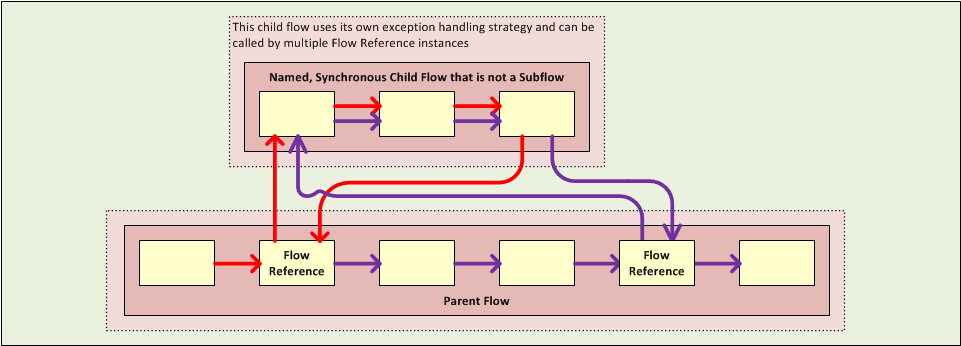 This child flow uses its own exception handling strategy and can be
called by multiple Flow Reference instances
Named, Synchronous Child Flow that is not a Subflow
Flow
Reference
Flow
Reference
Parent Flow